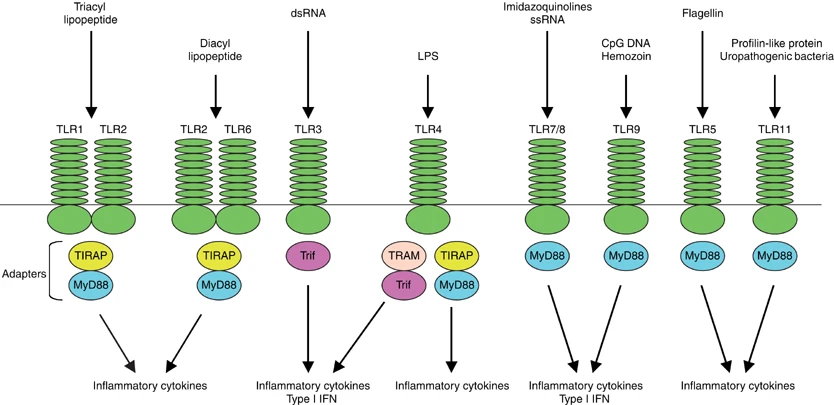 Triacyl
lipopeptide
dsRNA
Imidazoquinolines
ssRNA
Flagellin
Diacyl
lipopeptide
LPS
CpG DNA
Hemozoin
Profilin-like protein
Uropathogenic bacteria
TLR1 TLR2 TLR2 TLR6 TLR3 TLR4 TLR7/8 TLR9 TLR5 TLR11
Adapters
TIRAP TIRAP Trif TRAM TIRAP MyD88 MyD88 MyD88 MyD88
MyD88 MyD88 Trif MyD88
Inflammatory cytokines
Inflammatory cytokines
Type I IFN
Inflammatory cytokines
Inflammatory cytokines
Type I IFN
Inflammatory cytokines